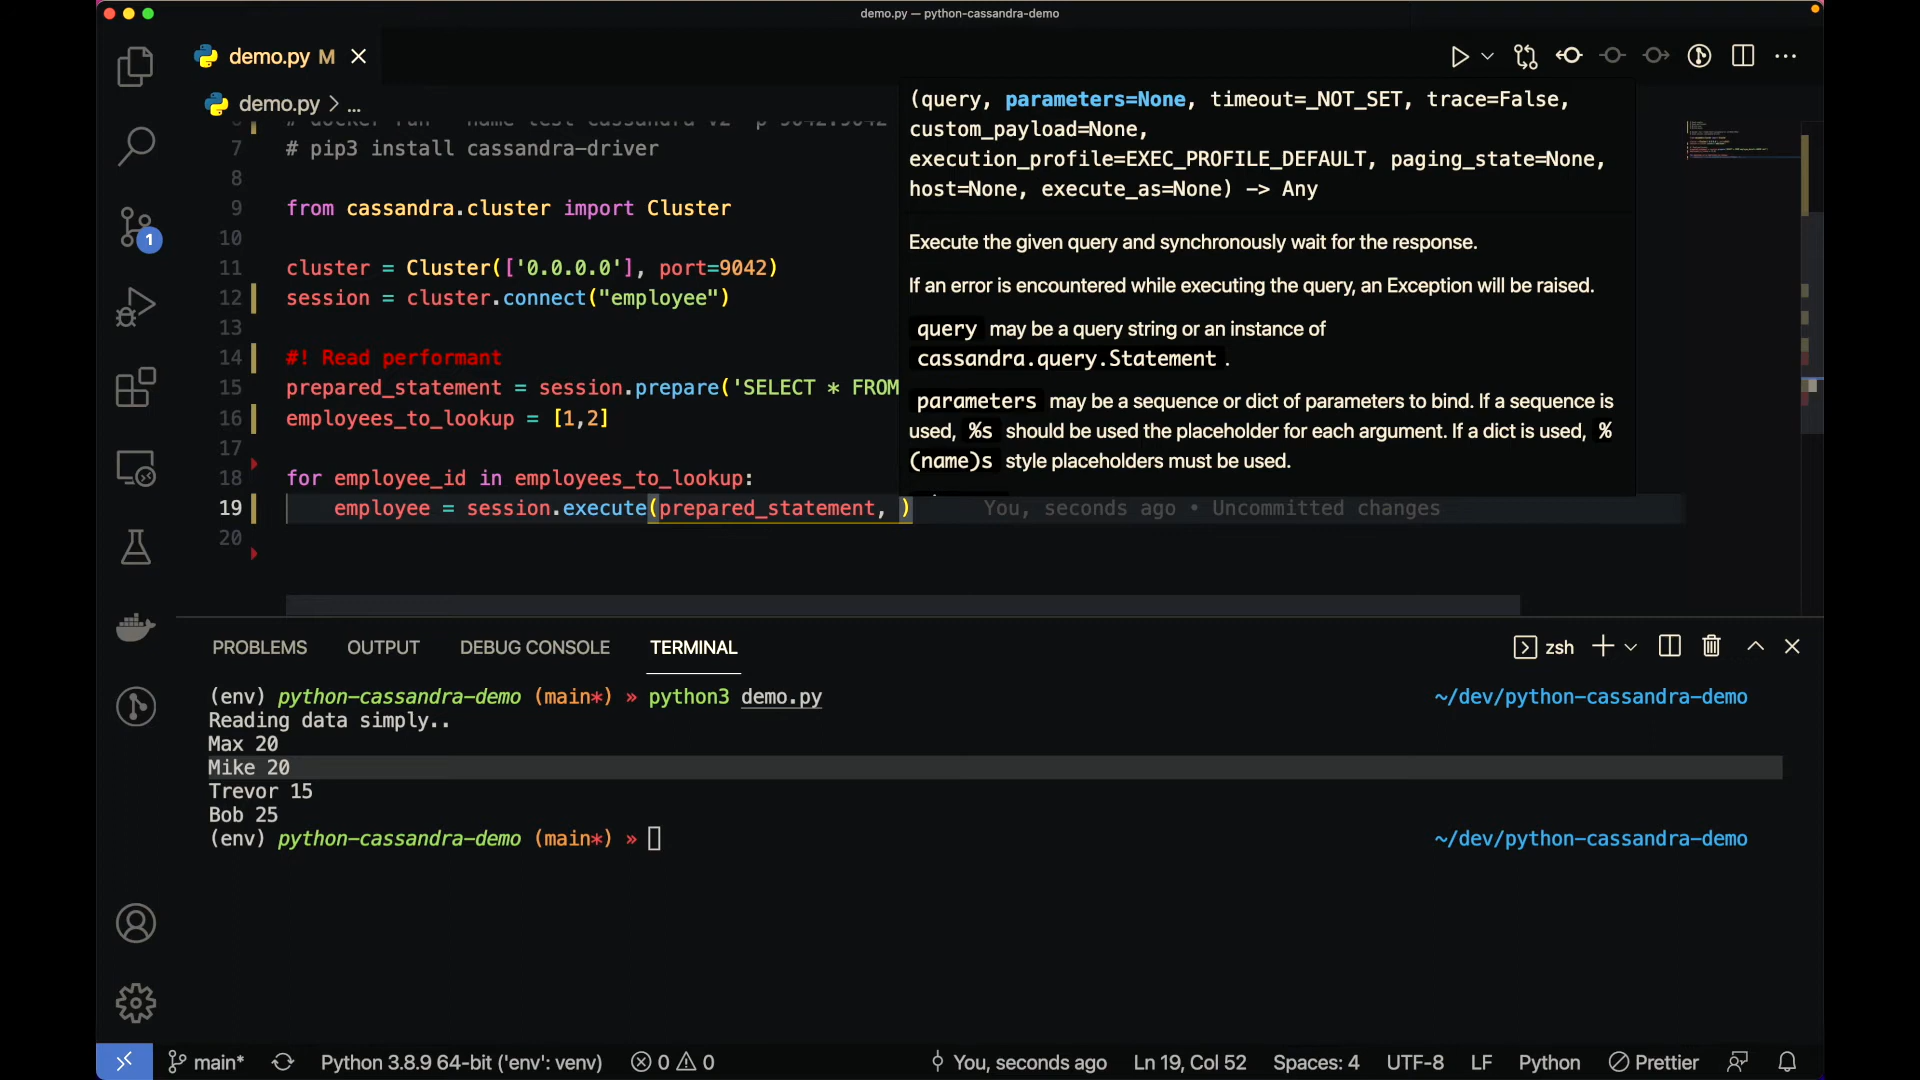 demo.py — python-cassandra-demo
demo.py M
demo.py > ...
7 # pip3 install cassandra-driver
8
9 from cassandra.cluster import Cluster
10
11 cluster = Cluster(['0.0.0.0'], port=9042)
12 session = cluster.connect("employee")
13
14 #! Read performant
15 prepared_statement = session.prepare('SELECT * FROM
16 employees_to_lookup = [1,2]
17
18 for employee_id in employees_to_lookup:
19 employee = session.execute(prepared_statement, ) You, seconds ago • Uncommitted changes
20
(query, parameters=None, timeout=_NOT_SET, trace=False,
custom_payload=None,
execution_profile=EXEC_PROFILE_DEFAULT, paging_state=None,
host=None, execute_as=None) -> Any
Execute the given query and synchronously wait for the response.
If an error is encountered while executing the query, an Exception will be raised.
query may be a query string or an instance of
cassandra.query.Statement .
parameters may be a sequence or dict of parameters to bind. If a sequence is
used, %s should be used the placeholder for each argument. If a dict is used, %
(name)s style placeholders must be used.
1
PROBLEMS OUTPUT DEBUG CONSOLE TERMINAL zsh
(env) python-cassandra-demo (main*) » python3 demo.py ~/dev/python-cassandra-demo
Reading data simply..
Max 20
Mike 20
Trevor 15
Bob 25
(env) python-cassandra-demo (main*) » ~/dev/python-cassandra-demo
main* Python 3.8.9 64-bit ('env': venv) 0 0 You, seconds ago Ln 19, Col 52 Spaces: 4 UTF-8 LF Python Prettier